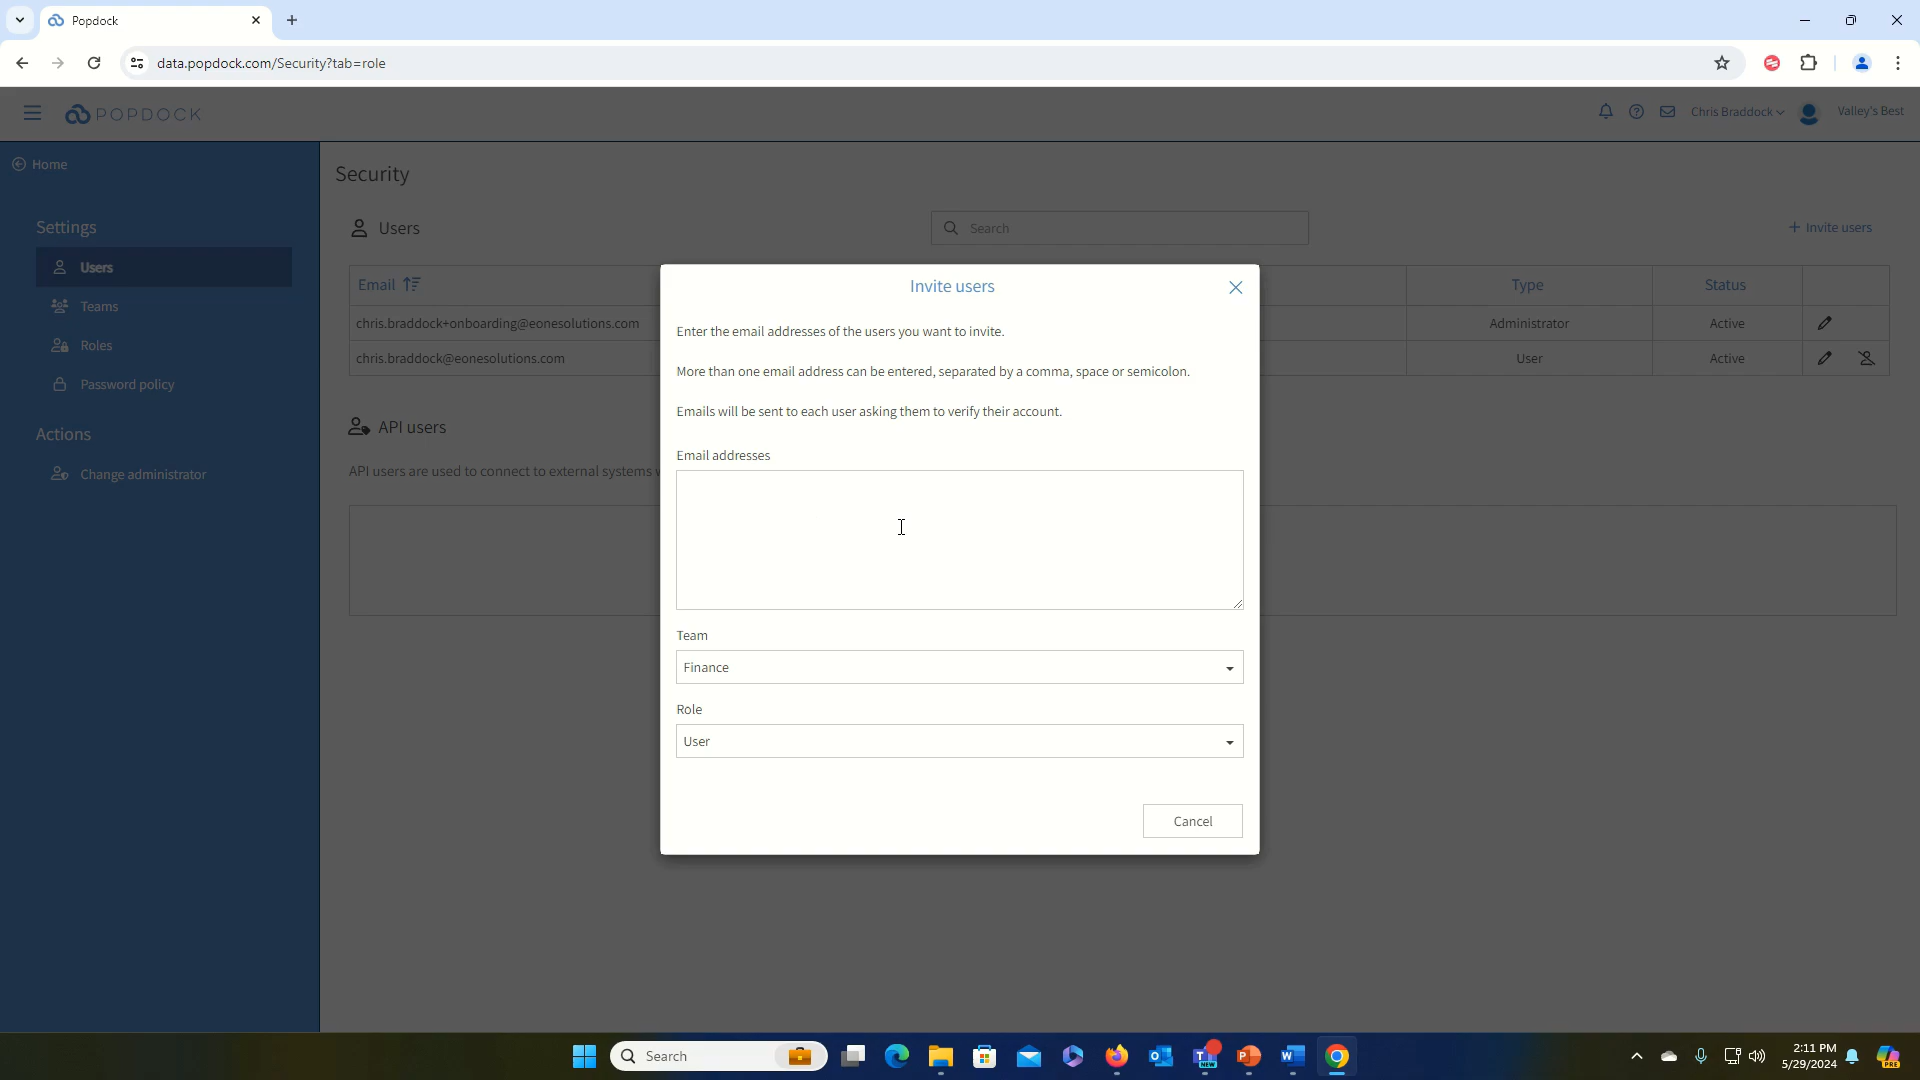 Popdock
data.popdock.com/Security?tab=role
POPDOCK
Chris Braddock
Valley's Best
Home
Security
Settings
Users
Search
+ Invite users
Users
Email
Type
Status
Invite users
Teams
chris.braddock+onboarding@eonesolutions.com
Administrator
Active
Enter the email addresses of the users you want to invite.
Roles
chris.braddock@eonesolutions.com
User
Active
More than one email address can be entered, separated by a comma, space or semicolon.
Password policy
Emails will be sent to each user asking them to verify their account.
Actions
API users
Email addresses
Change administrator
API users are used to connect to external systems
Team
Finance
Role
User
Cancel
Search
NEW
2:11 PM
5/29/2024
PRE